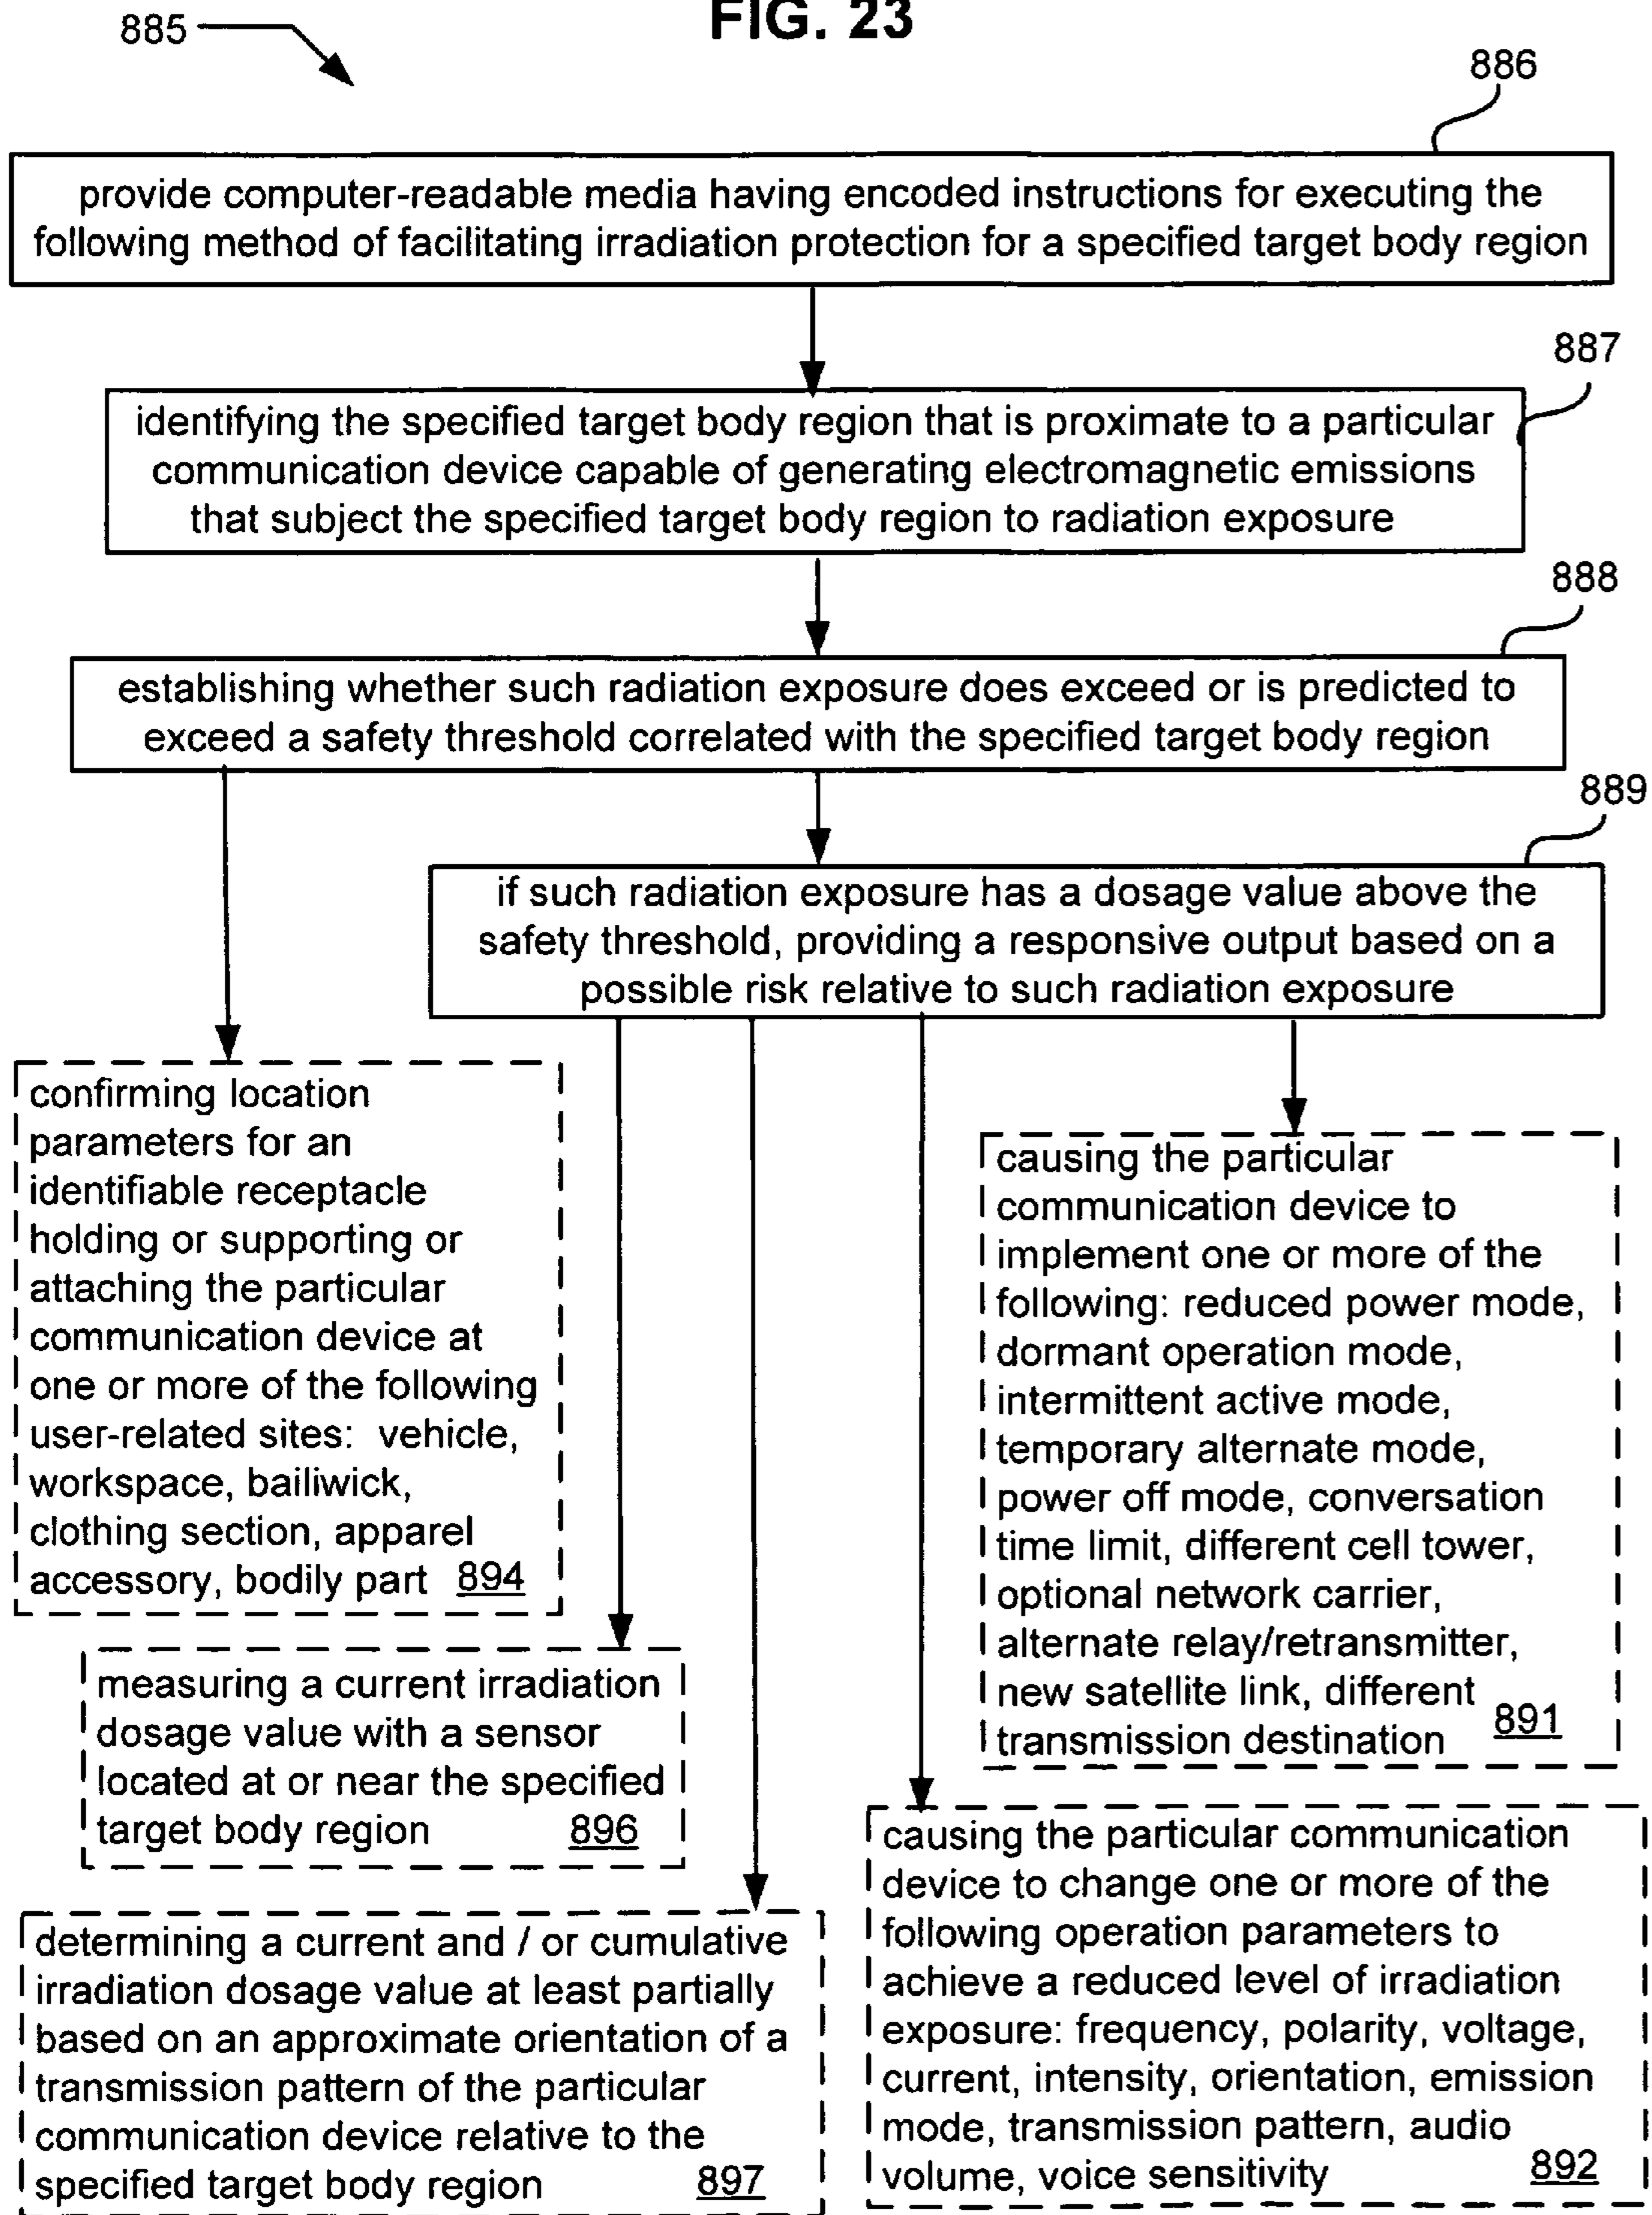 FIG. 23
885
886
provide computer-readable media having encoded instructions for executing the
following method of facilitating irradiation protection for a specified target body region
887
identifying the specified target body region that is proximate to a particular
communication device capable of generating electromagnetic emissions
that subject the specified target body region to radiation exposure
888
establishing whether such radiation exposure does exceed or is predicted to
exceed a safety threshold correlated with the specified target body region
889
if such radiation exposure has a dosage value above the
safety threshold, providing a responsive output based on a
possible risk relative to such radiation exposure
confirming location
parameters for an
identifiable receptacle
holding or supporting or
attaching the particular
communication device at
one or more of the following
user-related sites: vehicle,
workspace, bailiwick,
clothing section, apparel
accessory, bodily part 894
causing the particular
communication device to
implement one or more of the
following: reduced power mode,
dormant operation mode,
intermittent active mode,
temporary alternate mode,
power off mode, conversation
time limit, different cell tower,
optional network carrier,
alternate relay/retransmitter,
new satellite link, different
transmission destination 891
measuring a current irradiation
dosage value with a sensor
located at or near the specified
target body region 896
determining a current and / or cumulative
irradiation dosage value at least partially
based on an approximate orientation of a
transmission pattern of the particular
communication device relative to the
specified target body region 897
causing the particular communication
device to change one or more of the
following operation parameters to
achieve a reduced level of irradiation
exposure: frequency, polarity, voltage,
current, intensity, orientation, emission
mode, transmission pattern, audio
volume, voice sensitivity 892